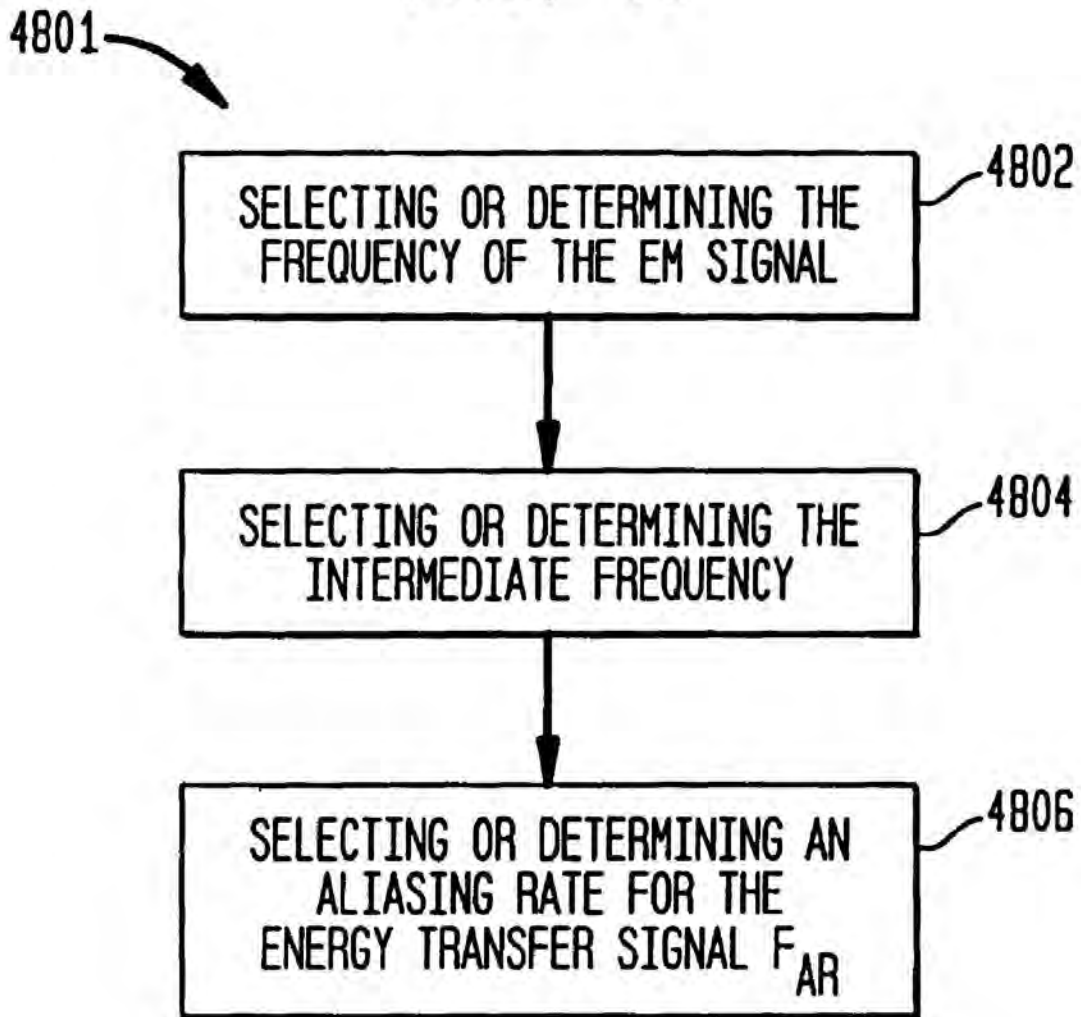 4801
4802
SELECTING OR DETERMINING THE
FREQUENCY OF THE EM SIGNAL
4804
SELECTING OR DETERMINING THE
INTERMEDIATE FREQUENCY
4806
SELECTING OR DETERMINING AN
ALIASING RATE FOR THE
ENERGY TRANSFER SIGNAL F_AR